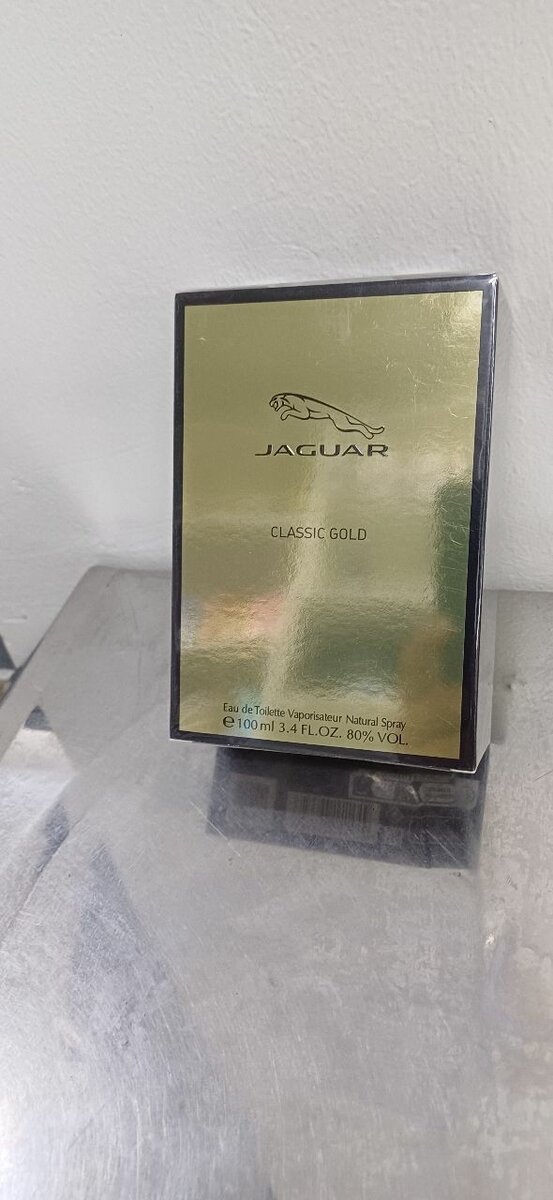 JAGUAR
CLASSIC GOLD
Eau de Toilette Vaporisateur Natural Spray
℮100 ml 3.4 FL.OZ. 80% VOL.